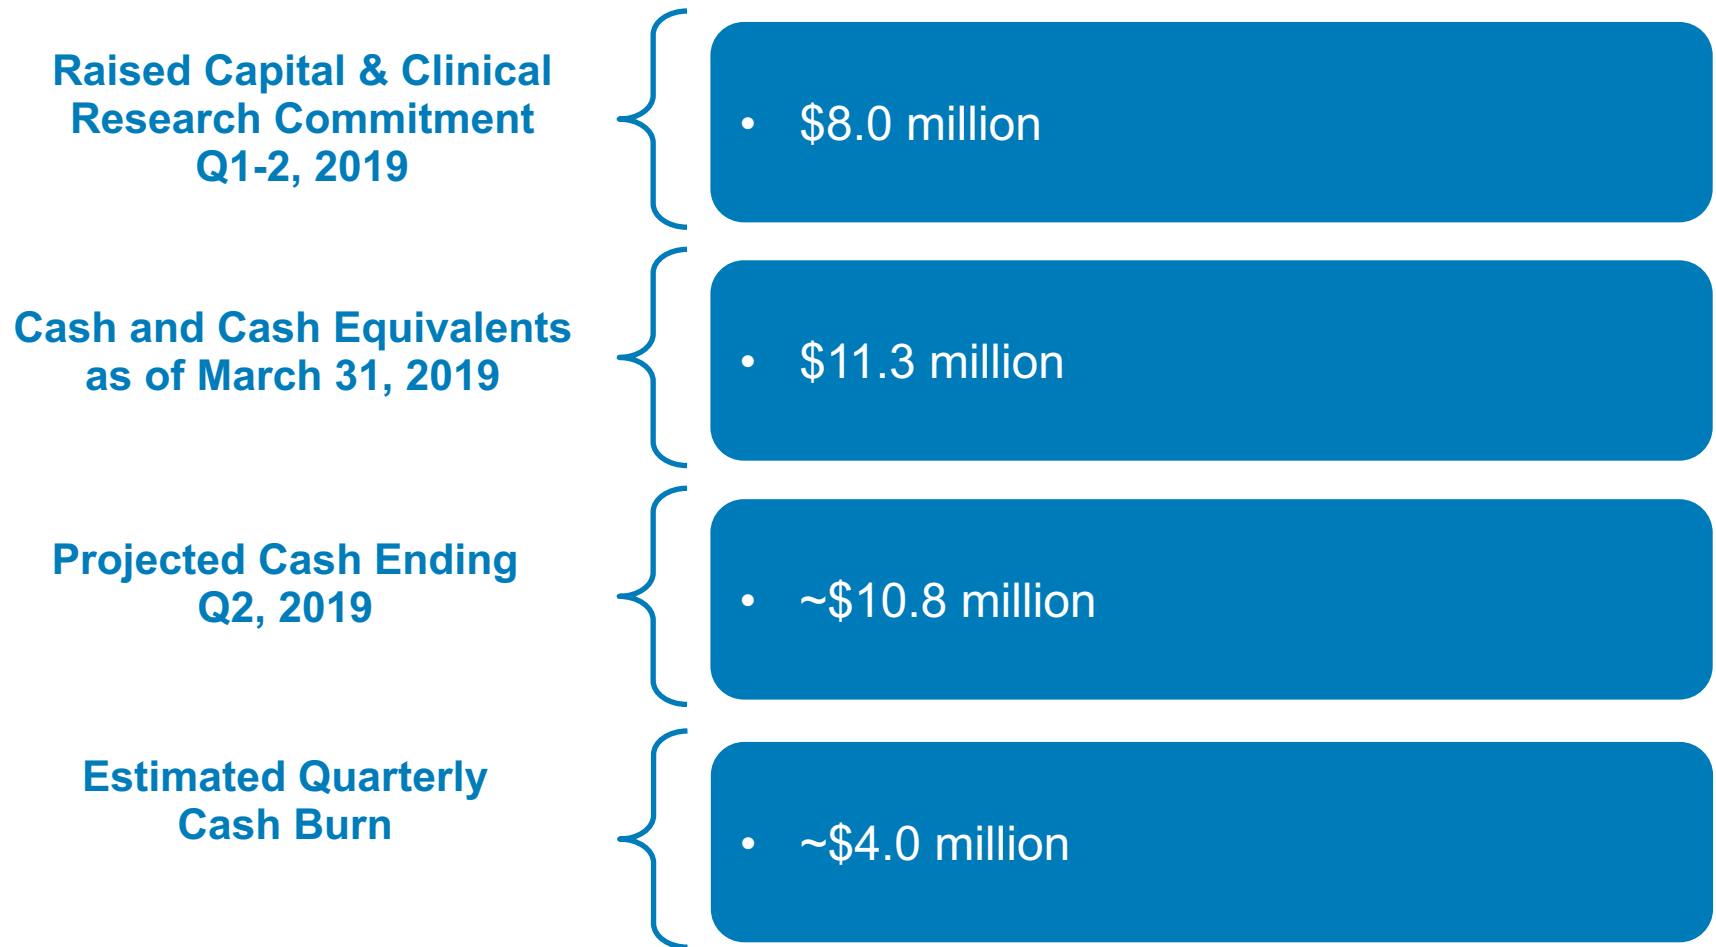 Raised Capital & Clinical
Research Commitment
Q1-2, 2019
• $8.0 million
Cash and Cash Equivalents
as of March 31, 2019
• $11.3 million
Projected Cash Ending
Q2, 2019
• ~$10.8 million
Estimated Quarterly
Cash Burn
• ~$4.0 million